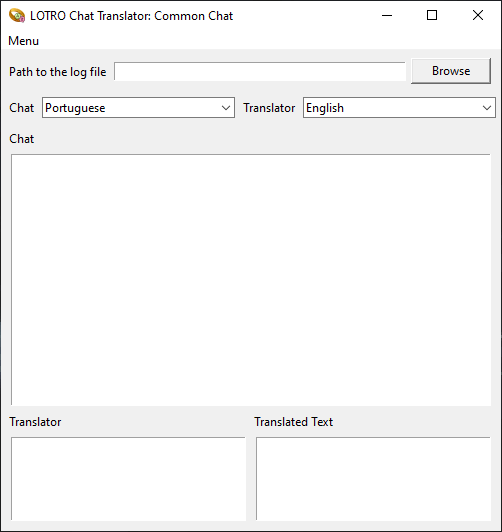 LOTRO Chat Translator: Common Chat
Menu
Path to the log file Browse
Chat Portuguese Translator English
Chat
Translator Translated Text